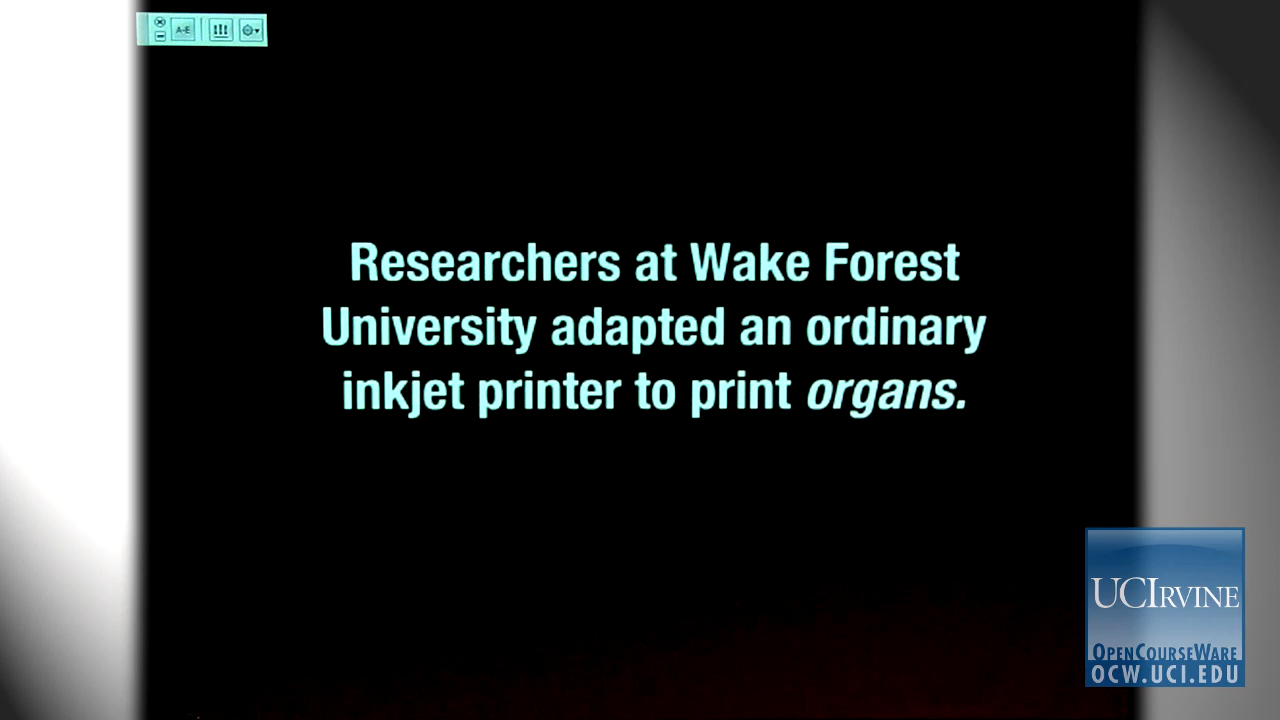 A-E
Researchers at Wake Forest
University adapted an ordinary
inkjet printer to print organs.
UCIRVINE
OPENCOURSEWARE
OCW.UCI.EDU